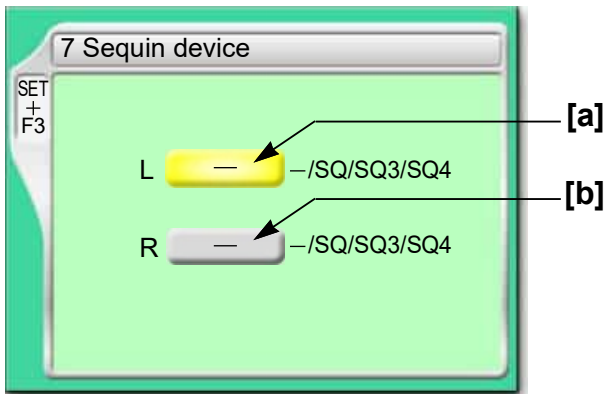 7 Sequin device
SET
+
F3
[a]
L — –/SQ/SQ3/SQ4
[b]
R — –/SQ/SQ3/SQ4